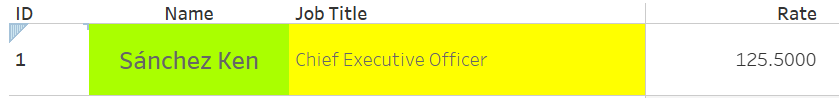 ID Name Job Title Rate
1 Sánchez Ken Chief Executive Officer 125.5000